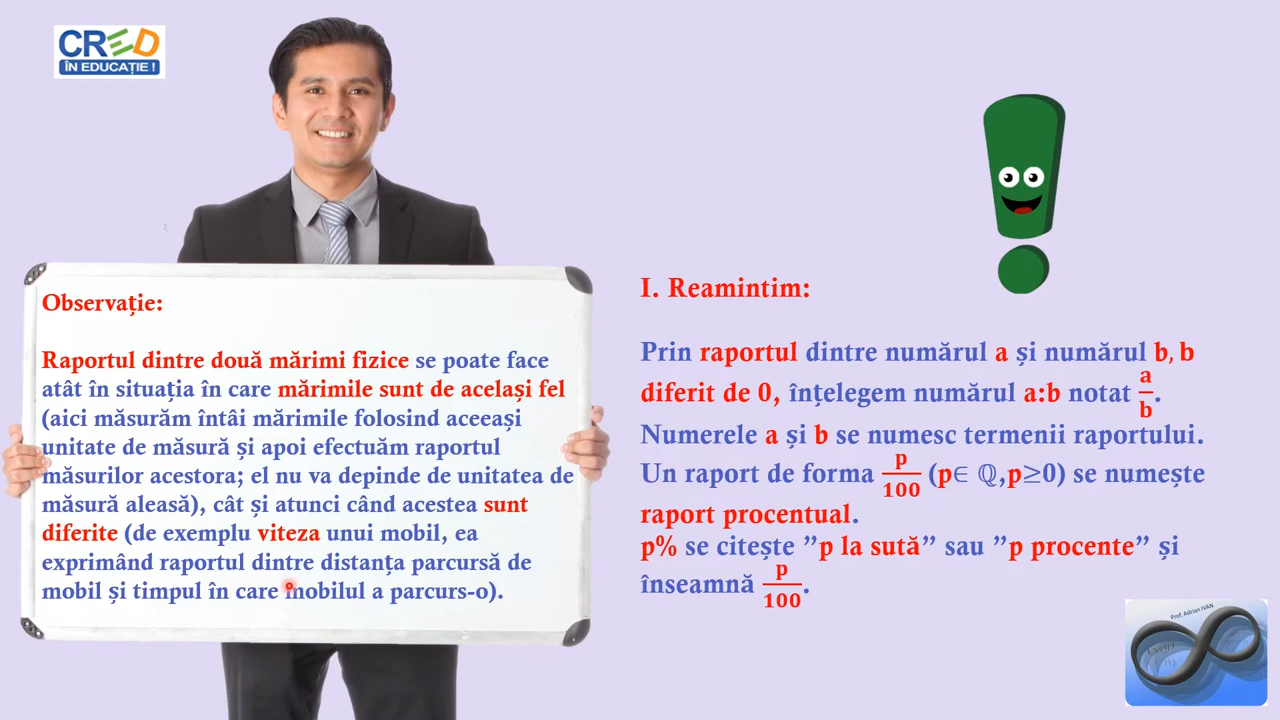 CRED
ÎN EDUCAȚIE !
Observație:
Raportul dintre două mărimi fizice se poate face
atât în situația în care mărimile sunt de același fel
(aici măsurăm întâi mărimile folosind aceeași
unitate de măsură și apoi efectuăm raportul
măsurilor acestora; el nu va depinde de unitatea de
măsură aleasă), cât și atunci când acestea sunt
diferite (de exemplu viteza unui mobil, ea
exprimând raportul dintre distanța parcursă de
mobil și timpul în care mobilul a parcurs-o).
I. Reamintim:
Prin raportul dintre numărul a și numărul b, b
diferit de 0, înțelegem numărul a:b notat a/b.
Numerele a și b se numesc termenii raportului.
Un raport de forma p/100 (p∈ ℚ,p≥0) se numește
raport procentual.
p% se citește ”p la sută” sau ”p procente” și
înseamnă p/100.
Prof. Adrian IVAN